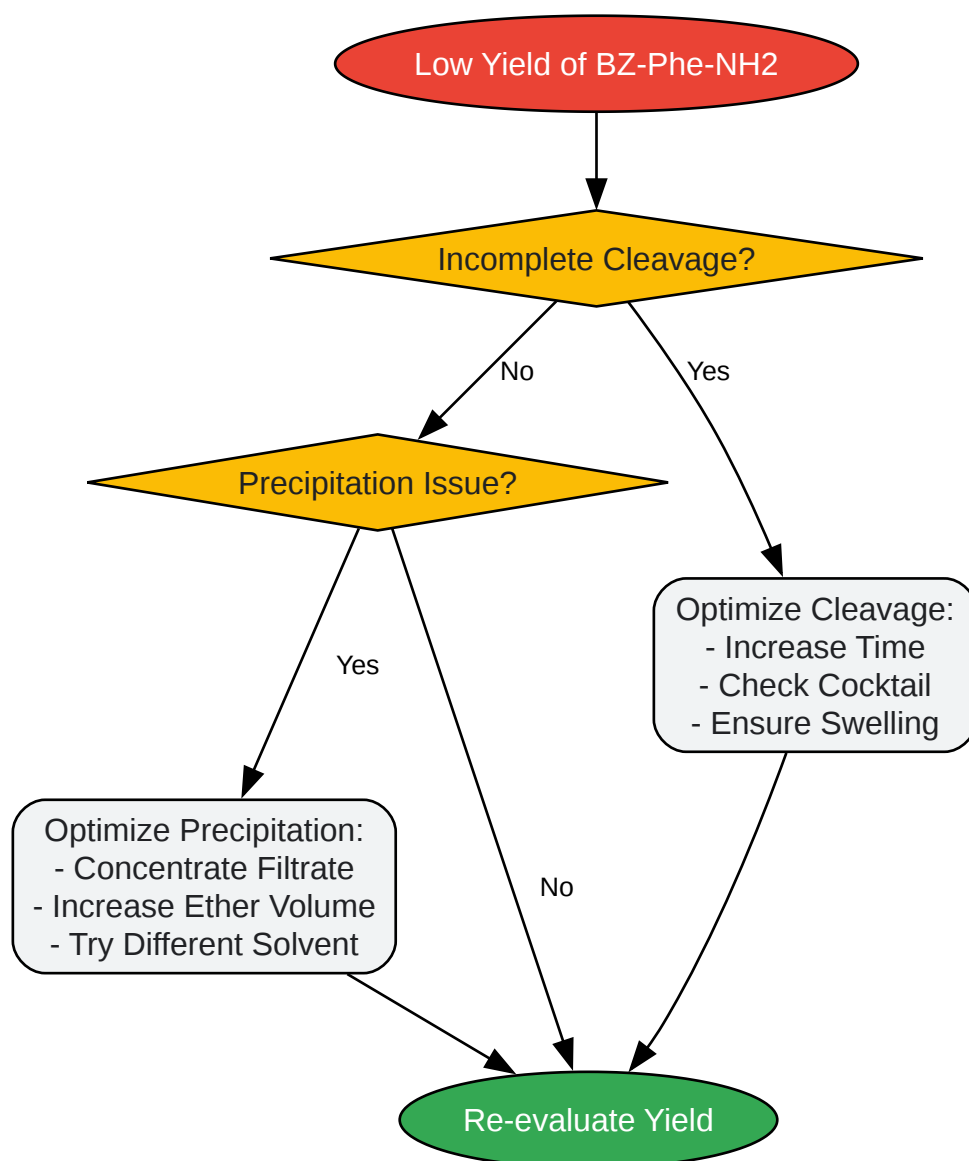 Low Yield of BZ-Phe-NH2
Incomplete Cleavage?
No
Yes
Precipitation Issue?
Optimize Cleavage:
- Increase Time
- Check Cocktail
- Ensure Swelling
Yes
Optimize Precipitation:
- Concentrate Filtrate
- Increase Ether Volume
- Try Different Solvent
No
Re-evaluate Yield